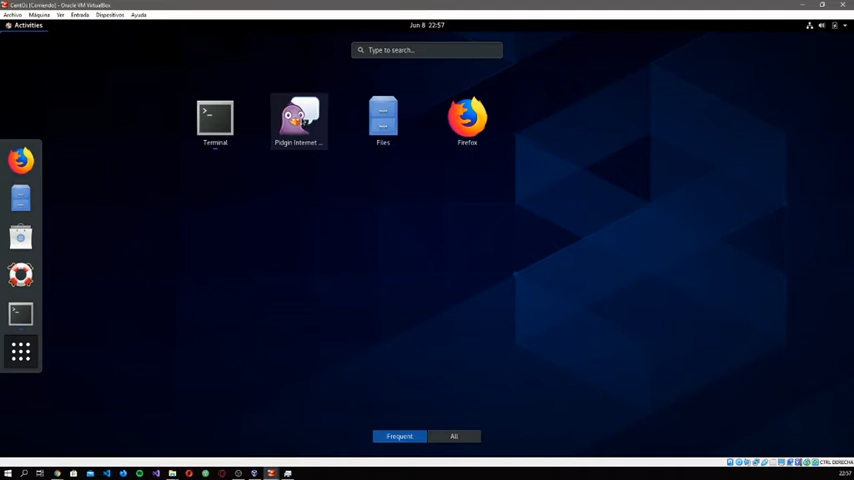 CentOs [Corriendo] - Oracle VM VirtualBox
Archivo Máquina Ver Entrada Dispositivos Ayuda
Activities
Jun 8 22:57
Type to search...
Terminal
Pidgin Internet ...
Files
Firefox
Frequent
All
CTRL DERECHA
22:57